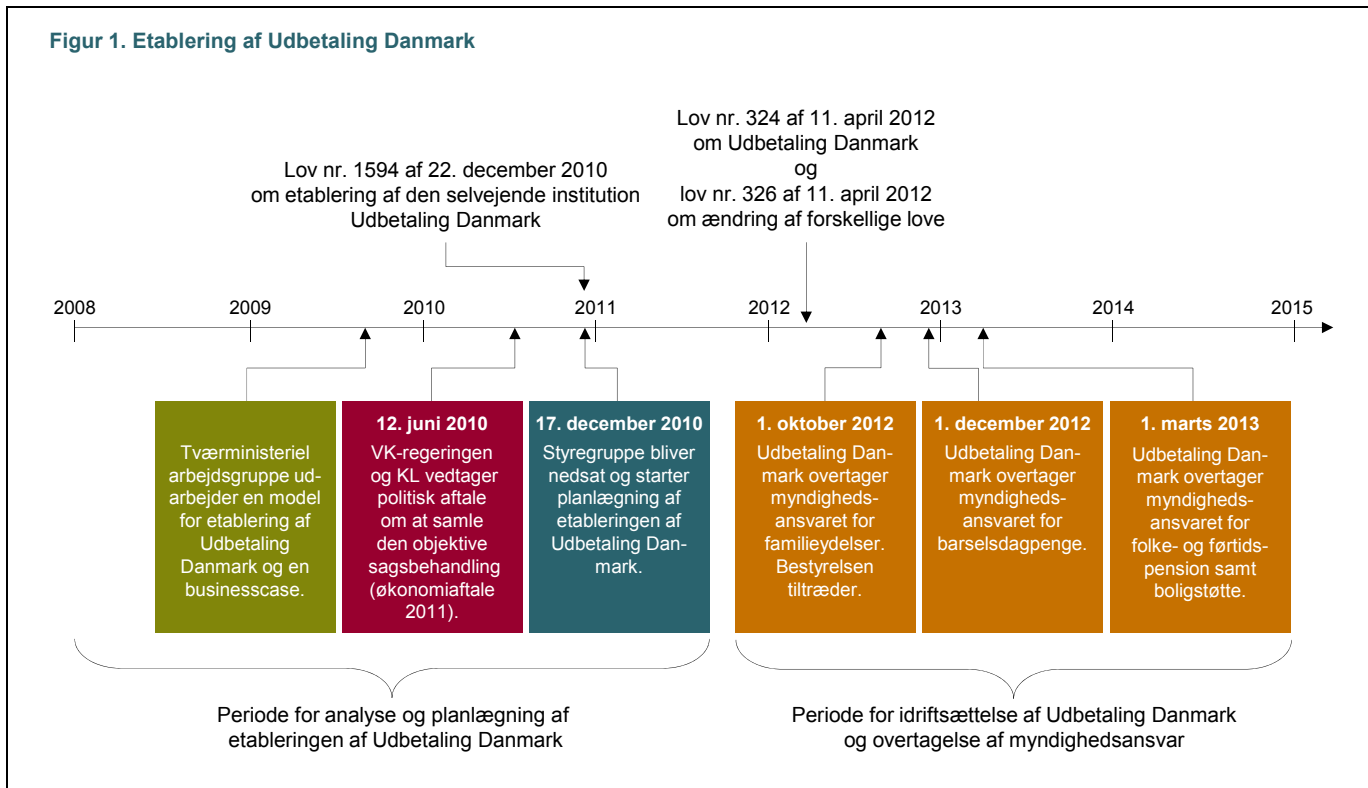 Figur 1. Etablering af Udbetaling Danmark
Lov nr. 1594 af 22. december 2010
om etablering af den selvejende institution
Udbetaling Danmark
Lov nr. 324 af 11. april 2012
om Udbetaling Danmark
og
lov nr. 326 af 11. april 2012
om ændring af forskellige love
2008 2009 2010 2011 2012 2013 2014 2015
Tværministeriel
arbejdsgruppe ud-
arbejder en model
for etablering af
Udbetaling
Danmark og en
businesscase.
12. juni 2010
VK-regeringen
og KL vedtager
politisk aftale
om at samle
den objektive
sagsbehandling
(økonomiaftale
2011).
17. december 2010
Styregruppe bliver
nedsat og starter
planlægning af
etableringen af
Udbetaling Dan-
mark.
1. oktober 2012
Udbetaling Dan-
mark overtager
myndigheds-
ansvaret for
familieydelser.
Bestyrelsen
tiltræder.
1. december 2012
Udbetaling Dan-
mark overtager
myndigheds-
ansvaret for
barselsdagpenge.
1. marts 2013
Udbetaling Dan-
mark overtager
myndigheds-
ansvaret for
folke- og førtids-
pension samt
boligstøtte.
Periode for analyse og planlægning af
etableringen af Udbetaling Danmark
Periode for idriftsættelse af Udbetaling Danmark
og overtagelse af myndighedsansvar